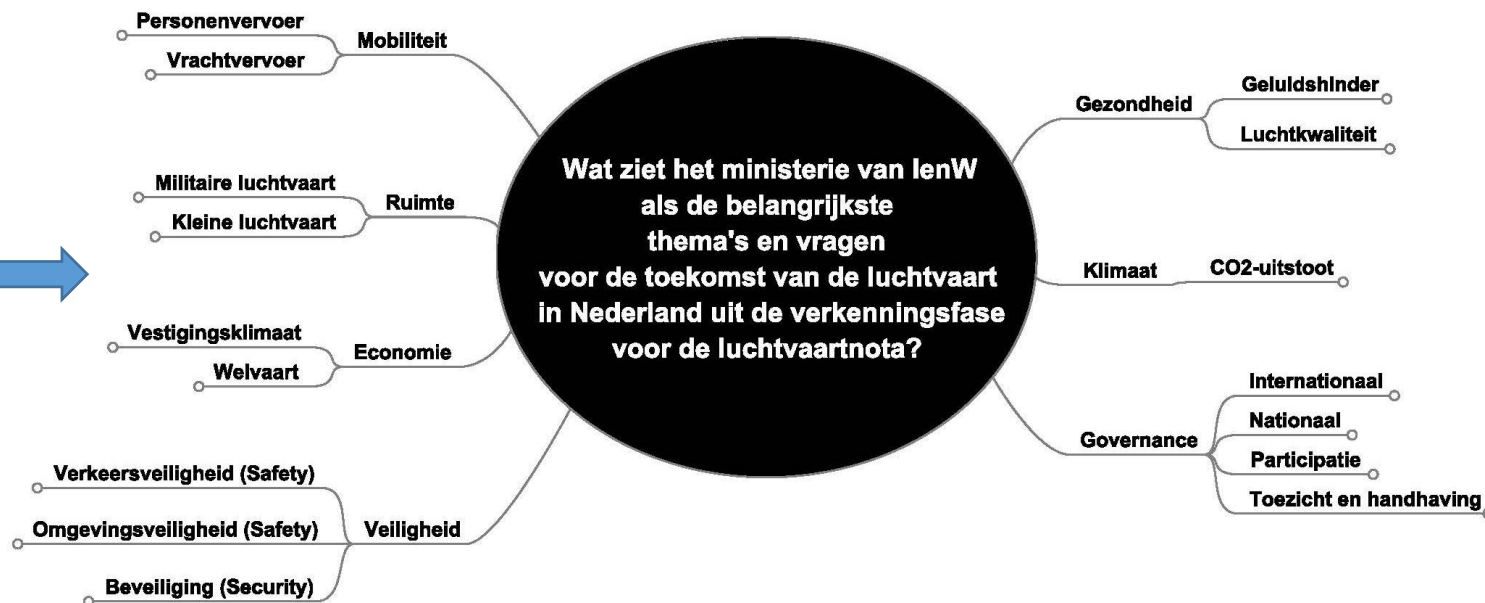 Wat ziet het ministerie van IenW
als de belangrijkste
thema's en vragen
voor de toekomst van de luchtvaart
in Nederland uit de verkenningsfase
voor de luchtvaartnota?
Mobiliteit
Personenvervoer
Vrachtvervoer
Ruimte
Militaire luchtvaart
Kleine luchtvaart
Economie
Vestigingsklimaat
Welvaart
Veiligheid
Verkeersveiligheid (Safety)
Omgevingsveiligheid (Safety)
Beveiliging (Security)
Gezondheid
Geluidshinder
Luchtkwaliteit
Klimaat
CO2-uitstoot
Governance
Internationaal
Nationaal
Participatie
Toezicht en handhaving